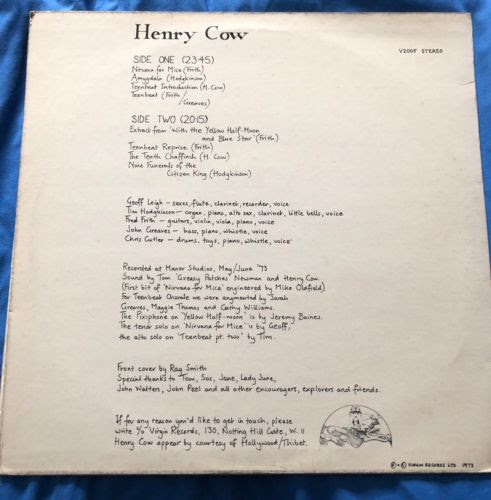 Henry Cow
V2005 STEREO
SIDE ONE (23.45)
Nirvana for Mice (Frith)
Amygdala (Hodgkinson)
Teenbeat Introduction (H. Cow)
Teenbeat (Frith
/Greaves)
SIDE TWO (20.15)
Extract from 'With the Yellow Half-Moon
and Blue Star' (Frith)
Teenbeat Reprise (Frith)
The Tenth Chaffinch (H. Cow)
Nine Funerals of the
Citizen King (Hodgkinson)
Geoff Leigh - saxes, flute, clarinet, recorder, voice
Tim Hodgkinson - organ, piano, alto sax, clarinet, little bells, voice
Fred Frith - guitars, violin, viola, piano, voice
John Greaves - bass, piano, whistle, voice
Chris Cutler - drums, toys, piano, whistle, voice
Recorded at Manor Studios, May/June '73
Sound by Tom 'Greasy Patches' Newman and Henry Cow.
(First bit of 'Nirvana for Mice' engineered by Mike Oldfield)
For Teenbeat Chorale we were augmented by Sarah
Greaves, Maggie Thomas and Cathy Williams.
The Pixiphone on 'Yellow Half-moon' is by Jeremy Baines.
The tenor solo on 'Nirvana for Mice' is by Geoff,
the alto solo on 'Teenbeat pt. two' by Tim.
Front cover by Ray Smith
Special thanks to Tom, Sos, Jane, Lady June,
John Walters, John Peel and all other encouragers, explorers and friends.
If for any reason you'd like to get in touch, please
write c/o Virgin Records, 130, Notting Hill Gate, W. 11
Henry Cow appear by courtesy of Hollywood/Thibet.
Ⓟ + © VIRGIN RECORDS LTD 1973